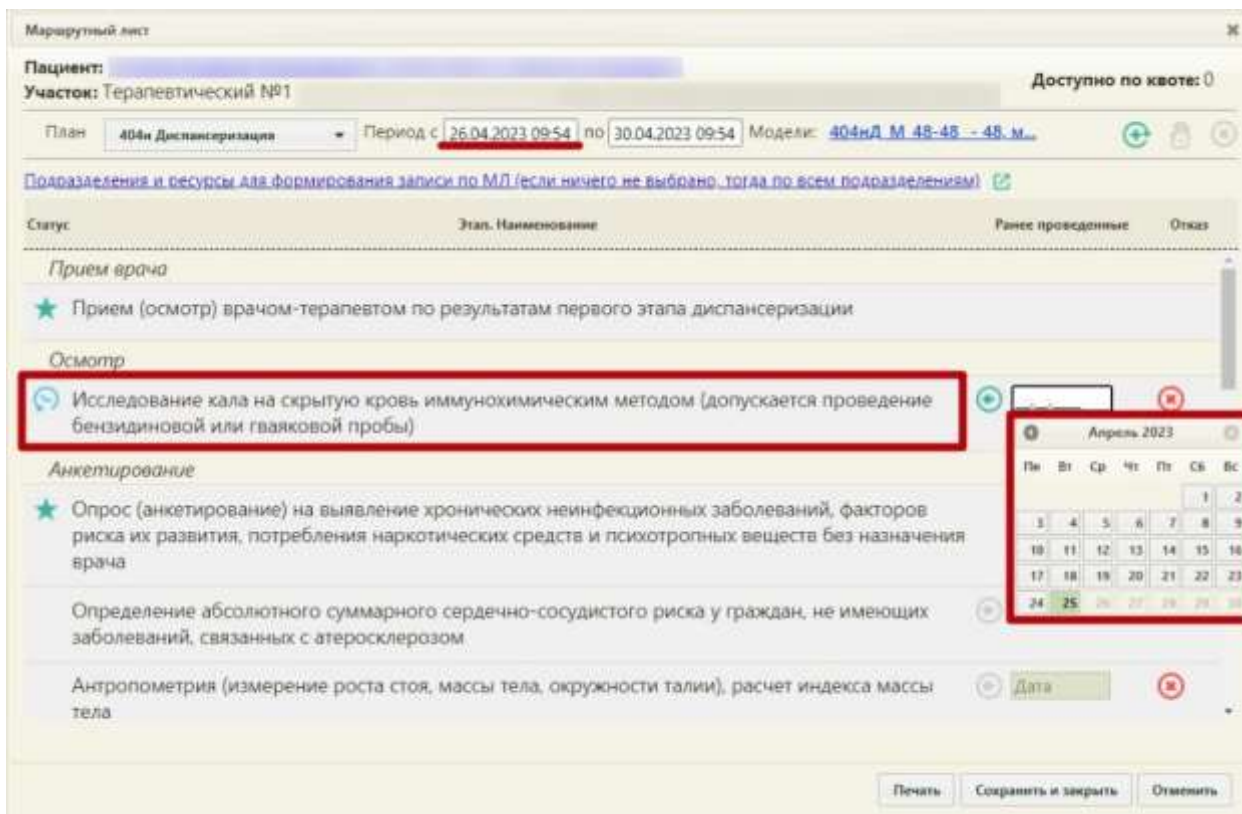 Маршрутный лист
Пациент:
Участок: Терапевтический №1
Доступно по квоте: 0
План 404н Диспансеризация Период с 26.04.2023 09:54 по 30.04.2023 09:54 Модели: 404нД_М_48-48_ - 48, м...
Подразделения и ресурсы для формирования записи по МЛ (если ничего не выбрано, тогда по всем подразделениям)
Статус Этап. Наименование Ранее проведенные Отказ
Прием врача
Прием (осмотр) врачом-терапевтом по результатам первого этапа диспансеризации
Осмотр
Исследование кала на скрытую кровь иммунохимическим методом (допускается проведение
бензидиновой или гваяковой пробы)
Анкетирование
Опрос (анкетирование) на выявление хронических неинфекционных заболеваний, факторов
риска их развития, потребления наркотических средств и психотропных веществ без назначения
врача
Определение абсолютного суммарного сердечно-сосудистого риска у граждан, не имеющих
заболеваний, связанных с атеросклерозом
Антропометрия (измерение роста стоя, массы тела, окружности талии), расчет индекса массы
тела
Дата
Апрель 2023
Пн Вт Ср Чт Пт Сб Вс
1 2
3 4 5 6 7 8 9
10 11 12 13 14 15 16
17 18 19 20 21 22 23
24 25 26 27 28 29 30
Печать Сохранить и закрыть Отменить